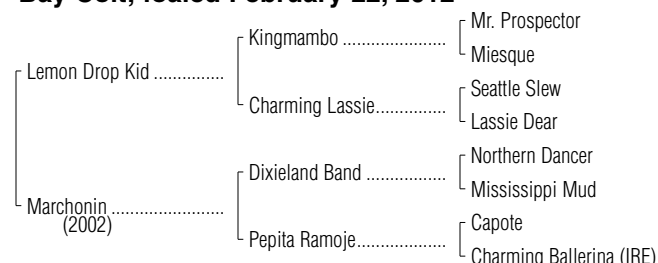 Bay Colt; foaled February 22, 2012
Mr. Prospector
Kingmambo ..................
Miesque
Lemon Drop Kid ...............
Seattle Slew
Charming Lassie.................
Lassie Dear
Northern Dancer
Dixieland Band ..................
Mississippi Mud
Marchonin ........................
(2002)
Capote
Pepita Ramoje.....................
Charming Ballerina (IRE)